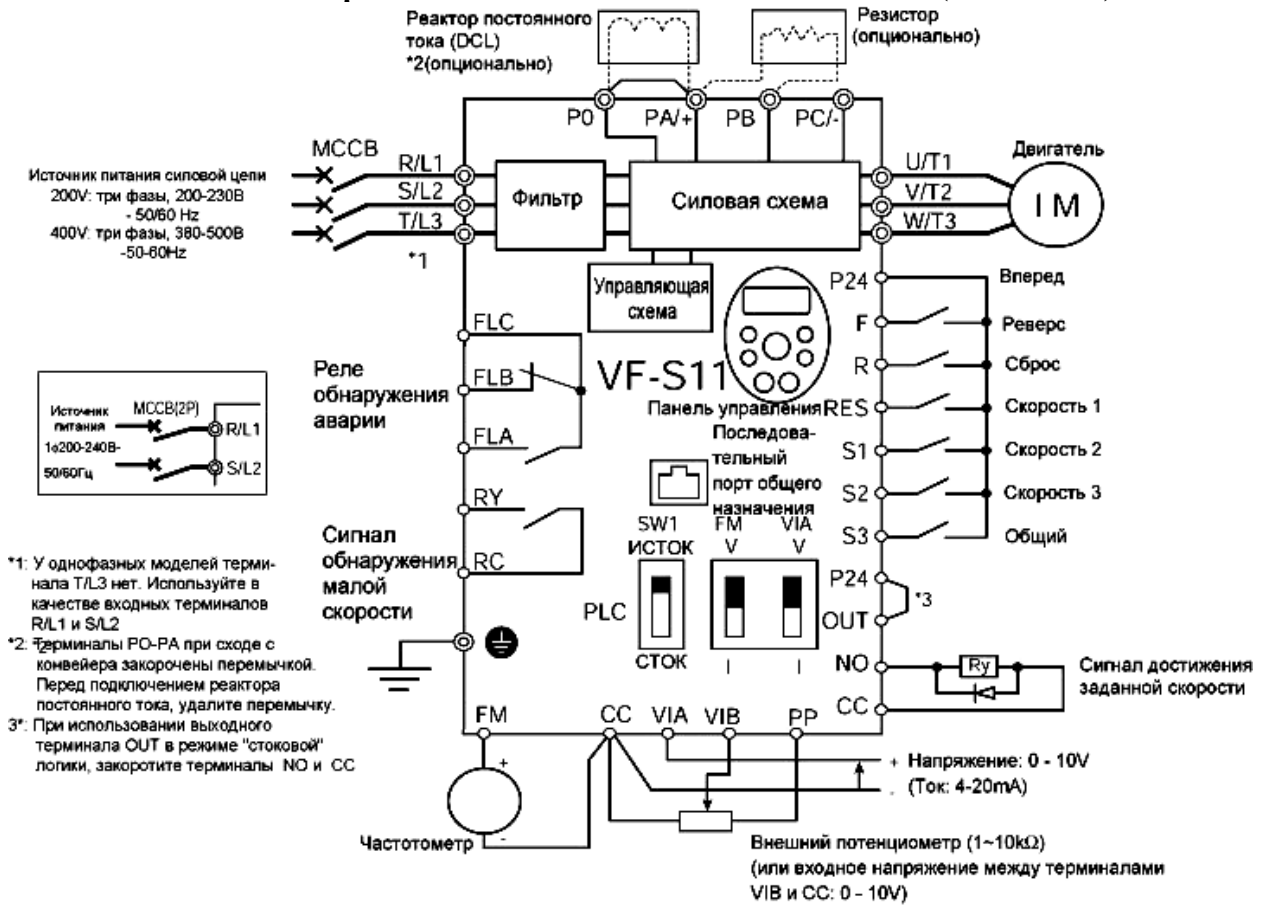 Реактор постоянного
тока (DCL)
*2(опционально)
Резистор
(опционально)
P0
PA/+
PB
PC/-
MCCB
R/L1
S/L2
T/L3
*1
Источник питания силовой цепи
200V: три фазы, 200-230В
- 50/60 Hz
400V: три фазы, 380-500В
-50-60Hz
Фильтр
Силовая схема
Управляющая
схема
U/T1
V/T2
W/T3
Двигатель
IM
FLC
FLB
FLA
RY
RC
Реле
обнаружения
аварии
Сигнал
обнаружения
малой
скорости
VF-S11
Панель управления
Последова-
тельный
порт общего
назначения
P24
F
R
RES
S1
S2
S3
P24
OUT
NO
CC
Вперед
Реверс
Сброс
Скорость 1
Скорость 2
Скорость 3
Общий
*3
Ry
Сигнал достижения
заданной скорости
SW1
ИСТОК
PLC
СТОК
FM
V
VIA
V
I
I
Источник
питания
1ϕ200-240В-
50/60Гц
MCCB(2P)
R/L1
S/L2
*1: У однофазных моделей терми-
нала T/L3 нет. Используйте в
качестве входных терминалов
R/L1 и S/L2
*2: Терминалы PO-PA при сходе с
конвейера закорочены перемычкой.
Перед подключением реактора
постоянного тока, удалите перемычку.
3*: При использовании выходного
терминала OUT в режиме "стоковой"
логики, закоротите терминалы NO и CC
FM
CC
VIA
VIB
PP
+
-
Частотометр
+ Напряжение: 0 - 10V
- (Ток: 4-20mA)
Внешний потенциометр (1~10kΩ)
(или входное напряжение между терминалами
VIB и CC: 0 - 10V)